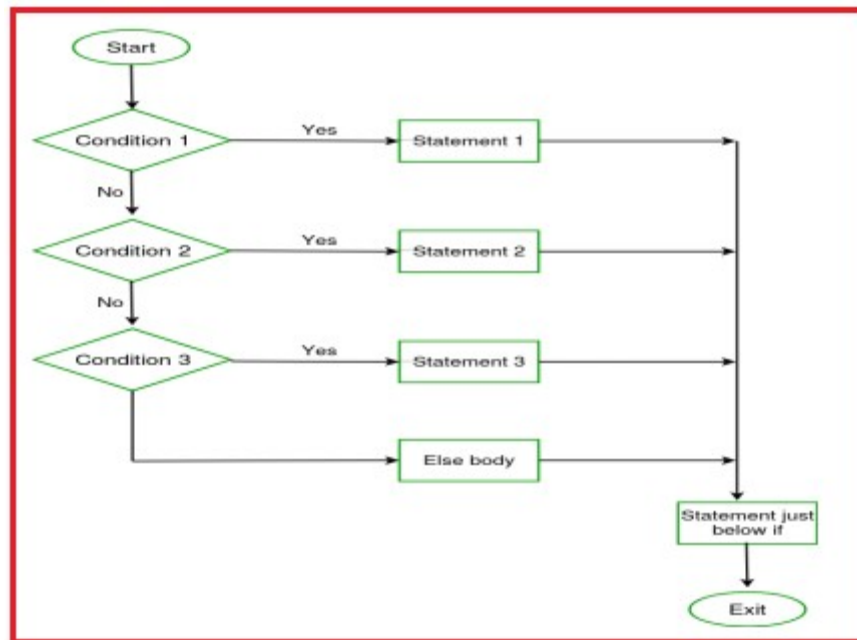 Start
Condition 1
Yes
Statement 1
No
Condition 2
Yes
Statement 2
No
Condition 3
Yes
Statement 3
Else body
Statement just
below if
Exit